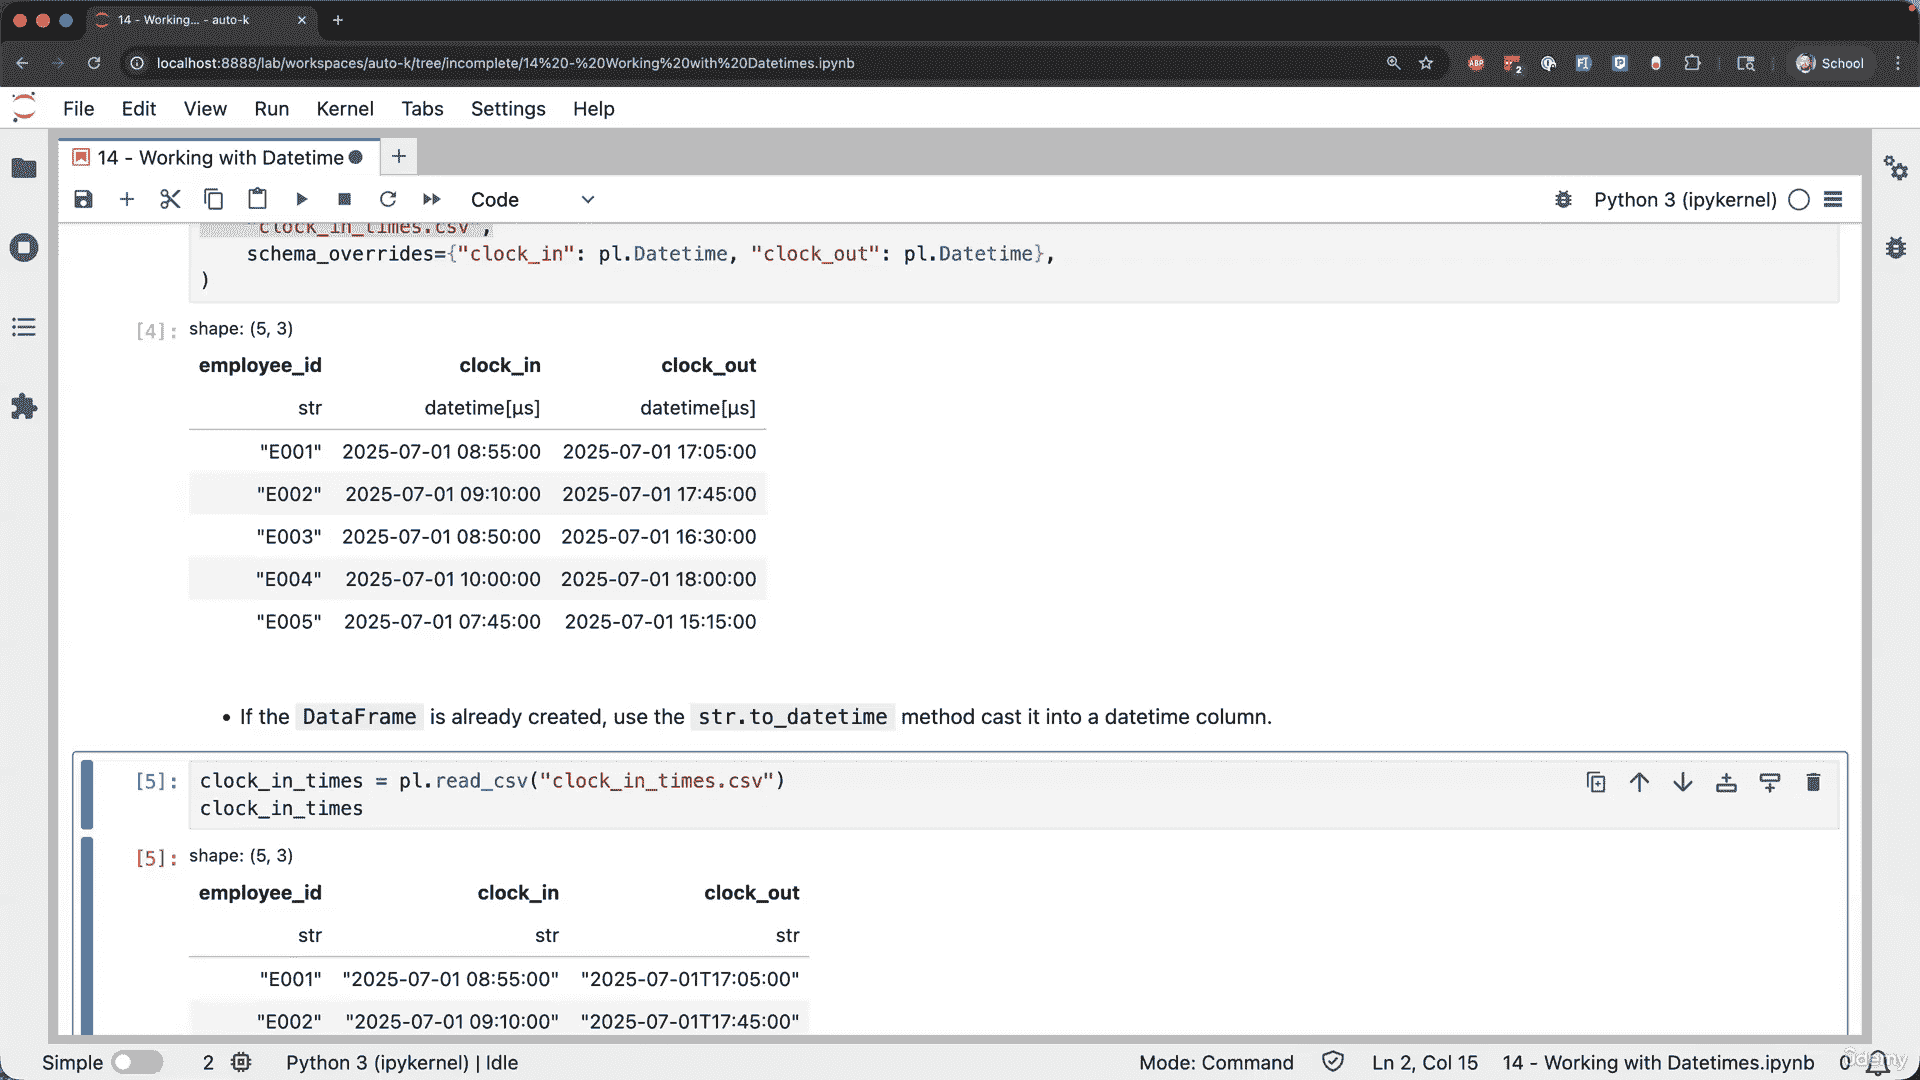 14 - Working... - auto-k
localhost:8888/lab/workspaces/auto-k/tree/incomplete/14%20-%20Working%20with%20Datetimes.ipynb
ABP
2
School
File Edit View Run Kernel Tabs Settings Help
14 - Working with Datetime
Code
Python 3 (ipykernel)
"clock_in_times.csv",
schema_overrides={"clock_in": pl.Datetime, "clock_out": pl.Datetime},
)
[4]: shape: (5, 3)
employee_id clock_in clock_out
str datetime[μs] datetime[μs]
"E001" 2025-07-01 08:55:00 2025-07-01 17:05:00
"E002" 2025-07-01 09:10:00 2025-07-01 17:45:00
"E003" 2025-07-01 08:50:00 2025-07-01 16:30:00
"E004" 2025-07-01 10:00:00 2025-07-01 18:00:00
"E005" 2025-07-01 07:45:00 2025-07-01 15:15:00
• If the DataFrame is already created, use the str.to_datetime method cast it into a datetime column.
[5]: clock_in_times = pl.read_csv("clock_in_times.csv")
clock_in_times
[5]: shape: (5, 3)
employee_id clock_in clock_out
str str str
"E001" "2025-07-01 08:55:00" "2025-07-01T17:05:00"
"E002" "2025-07-01 09:10:00" "2025-07-01T17:45:00"
Simple 2 Python 3 (ipykernel) | Idle Mode: Command Ln 2, Col 15 14 - Working with Datetimes.ipynb 0
udemy